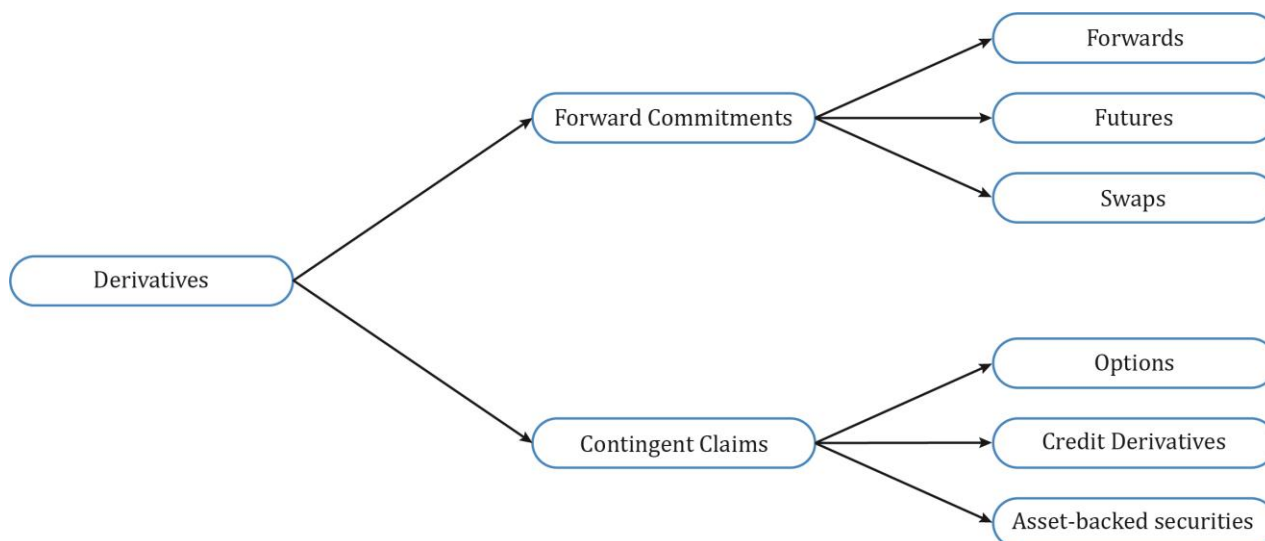 Forwards
Forward Commitments
Futures
Swaps
Derivatives
Options
Contingent Claims
Credit Derivatives
Asset-backed securities